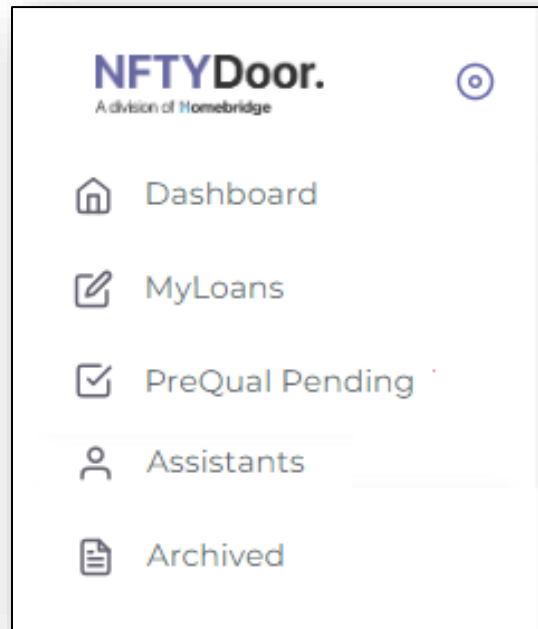 NFTYDoor.
A division of Homebridge
Dashboard
MyLoans
PreQual Pending
Assistants
Archived